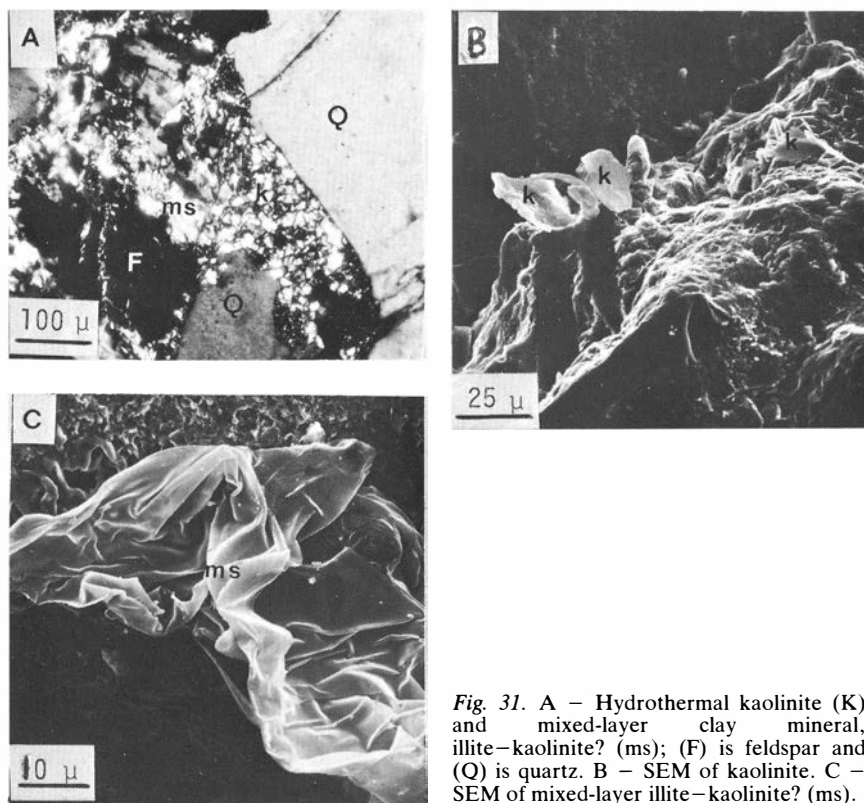 A
Q
k
ms
F
Q
100 μ
B
k
k
k
25 μ
C
ms
10 μ
Fig. 31. A – Hydrothermal kaolinite (K)
and mixed-layer clay mineral,
illite–kaolinite? (ms); (F) is feldspar and
(Q) is quartz. B – SEM of kaolinite. C –
SEM of mixed-layer illite–kaolinite? (ms).